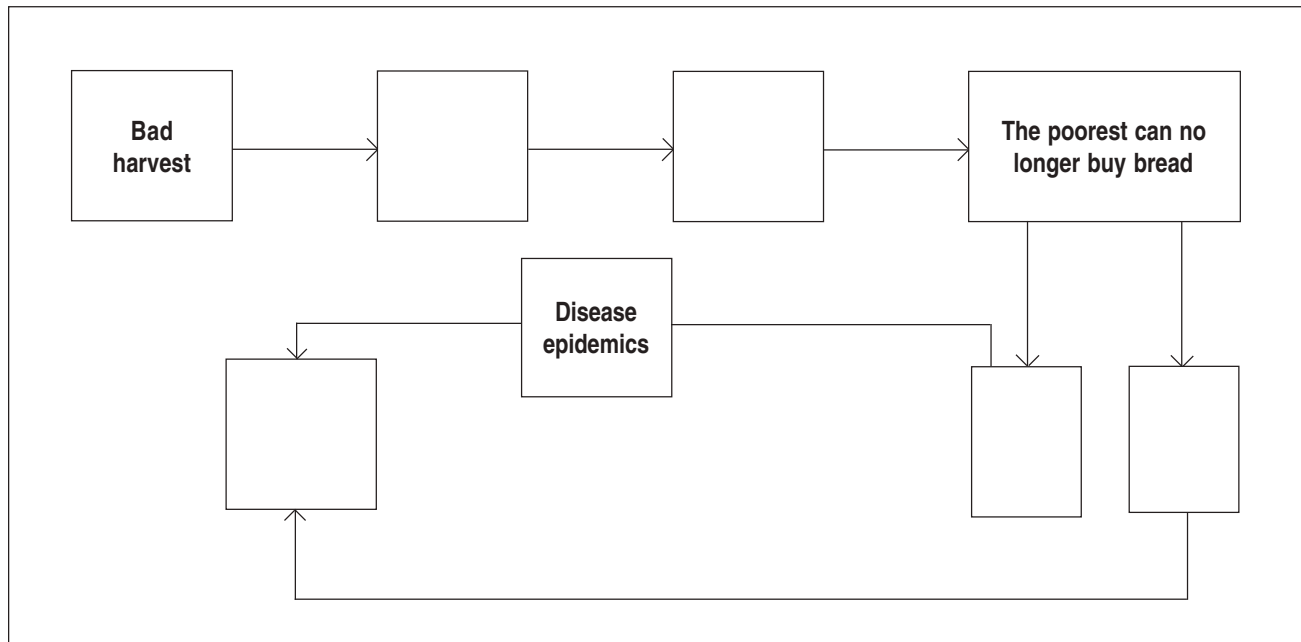 Bad
harvest
The poorest can no
longer buy bread
Disease
epidemics